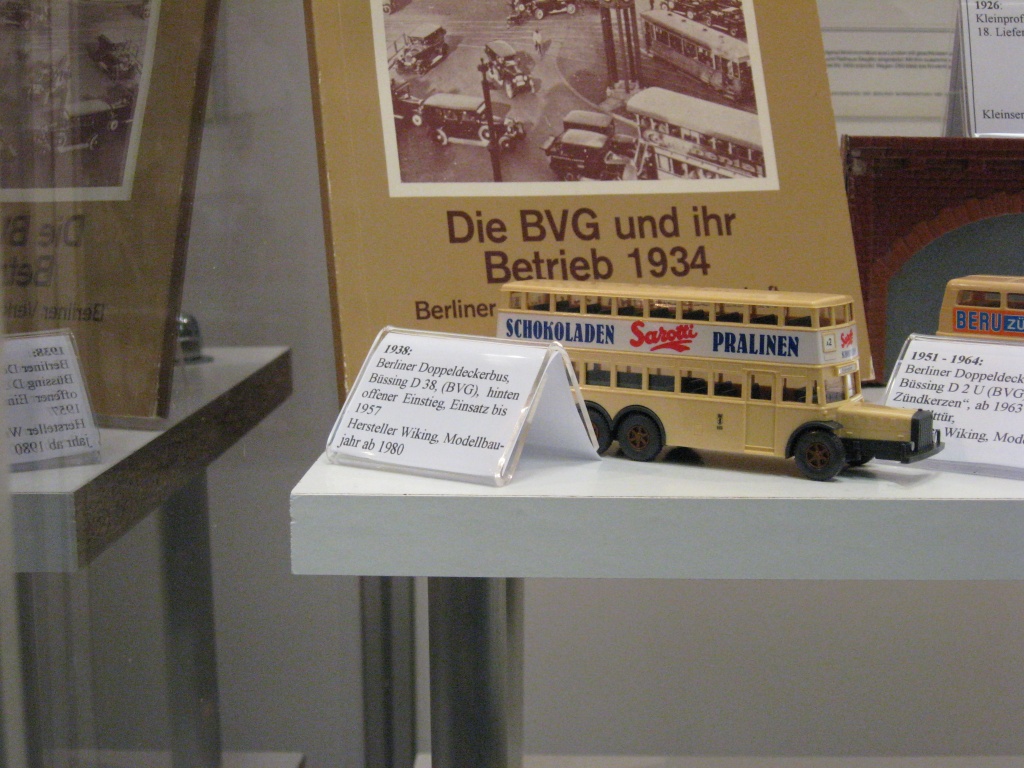 Die BVG und ihr
Betrieb 1934
Berliner
SCHOKOLADEN Sarotti PRALINEN
1938:
Berliner Doppeldeckerbus,
Büssing D 38, (BVG), hinten
offener Einstieg, Einsatz bis
1957
Hersteller Wiking, Modellbau-
jahr ab 1980
BERU ZÜ
1951 - 1964:
Berliner Doppeldeck
Büssing D 2 U (BVG
Zündkerzen“, ab 1963
ttür,
Wiking, Mod
1926
Kleinprof
18. Liefer
Kleinser